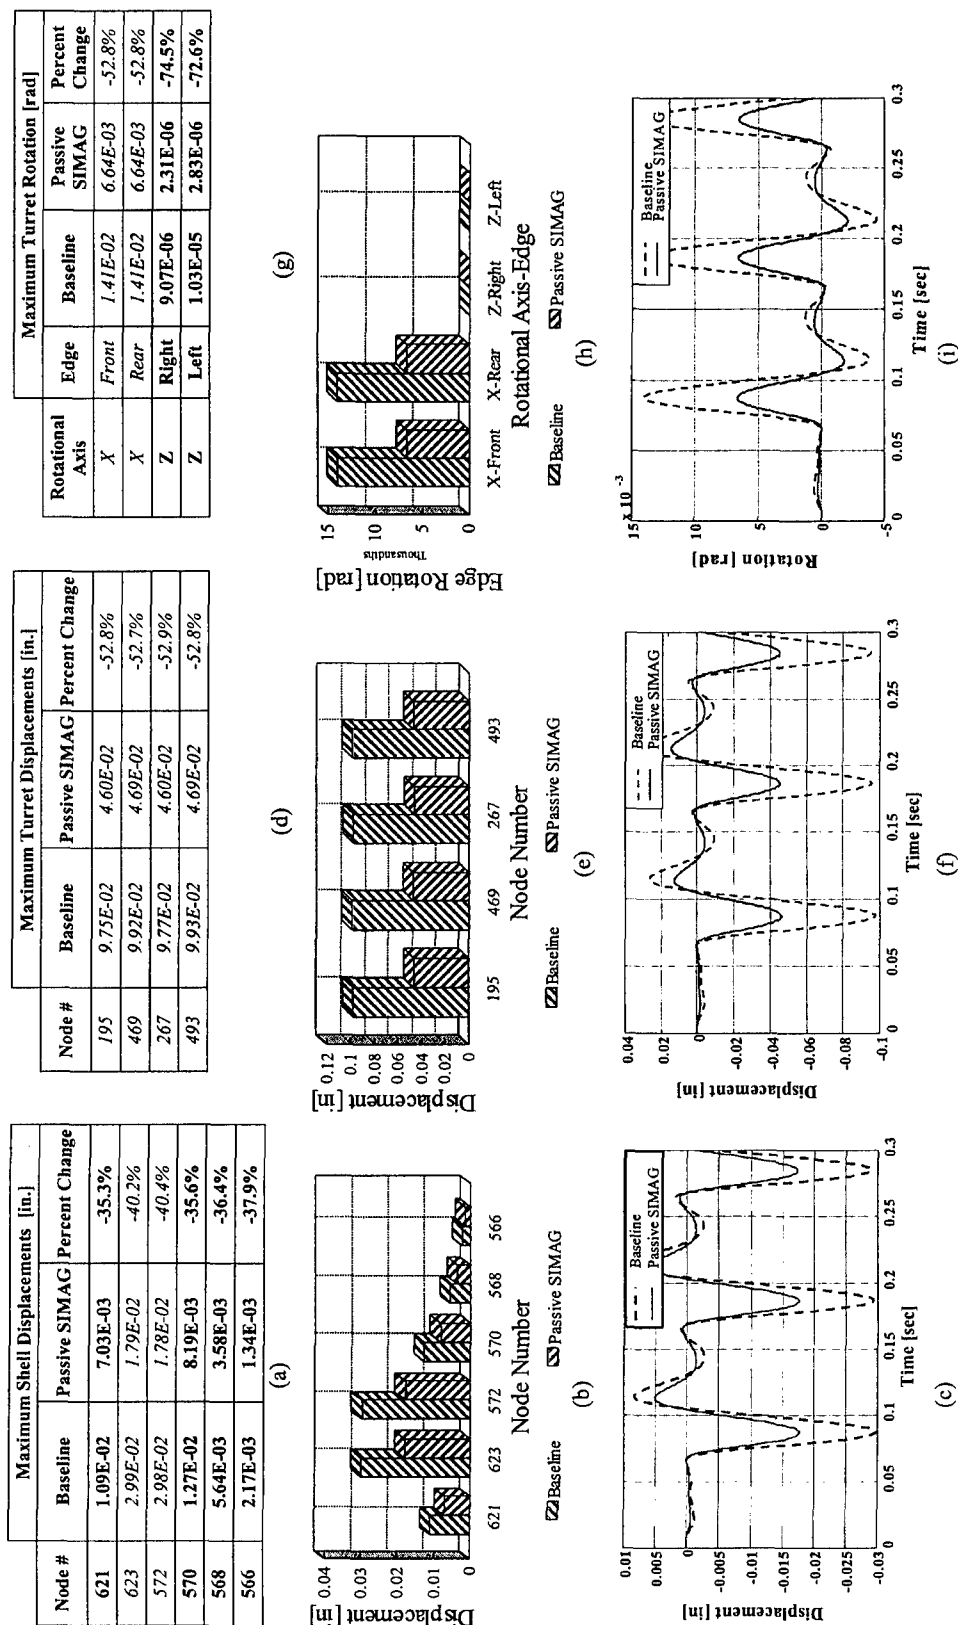 Maximum Shell Displacements [in.]
Node # Baseline Passive SIMAG Percent Change
621 1.09E-02 7.03E-03 -35.3%
623 2.99E-02 1.79E-02 -40.2%
572 2.98E-02 1.78E-02 -40.4%
570 1.27E-02 8.19E-03 -35.6%
568 5.64E-03 3.58E-03 -36.4%
566 2.17E-03 1.34E-03 -37.9%
(a)
Displacement [in]
0.04
0.03
0.02
0.01
0
621 623 572 570 568 566
Node Number
Baseline Passive SIMAG
(b)
Displacement [in]
0.01
0.005
0
-0.005
-0.01
-0.015
-0.02
-0.025
-0.03
Baseline
Passive SIMAG
0 0.05 0.1 0.15 0.2 0.25 0.3
Time [sec]
(c)
Maximum Turret Displacements [in.]
Node # Baseline Passive SIMAG Percent Change
195 9.75E-02 4.60E-02 -52.8%
469 9.92E-02 4.69E-02 -52.7%
267 9.77E-02 4.60E-02 -52.9%
493 9.93E-02 4.69E-02 -52.8%
(d)
Displacement [in]
0.12
0.1
0.08
0.06
0.04
0.02
0
195 469 267 493
Node Number
Baseline Passive SIMAG
(e)
Displacement [in]
0.04
0.02
0
-0.02
-0.04
-0.06
-0.08
-0.1
Baseline
Passive SIMAG
0 0.05 0.1 0.15 0.2 0.25 0.3
Time [sec]
(f)
Maximum Turret Rotation [rad]
Rotational Axis Edge Baseline Passive SIMAG Percent Change
X Front 1.41E-02 6.64E-03 -52.8%
X Rear 1.41E-02 6.64E-03 -52.8%
Z Right 9.07E-06 2.31E-06 -74.5%
Z Left 1.03E-05 2.83E-06 -72.6%
(g)
Edge Rotation [rad]
Thousandths
15
10
5
0
X-Front X-Rear Z-Right Z-Left
Rotational Axis-Edge
Baseline Passive SIMAG
(h)
Rotation [rad]
x 10 -3
15
10
5
0
-5
Baseline
Passive SIMAG
0 0.05 0.1 0.15 0.2 0.25 0.3
Time [sec]
(i)